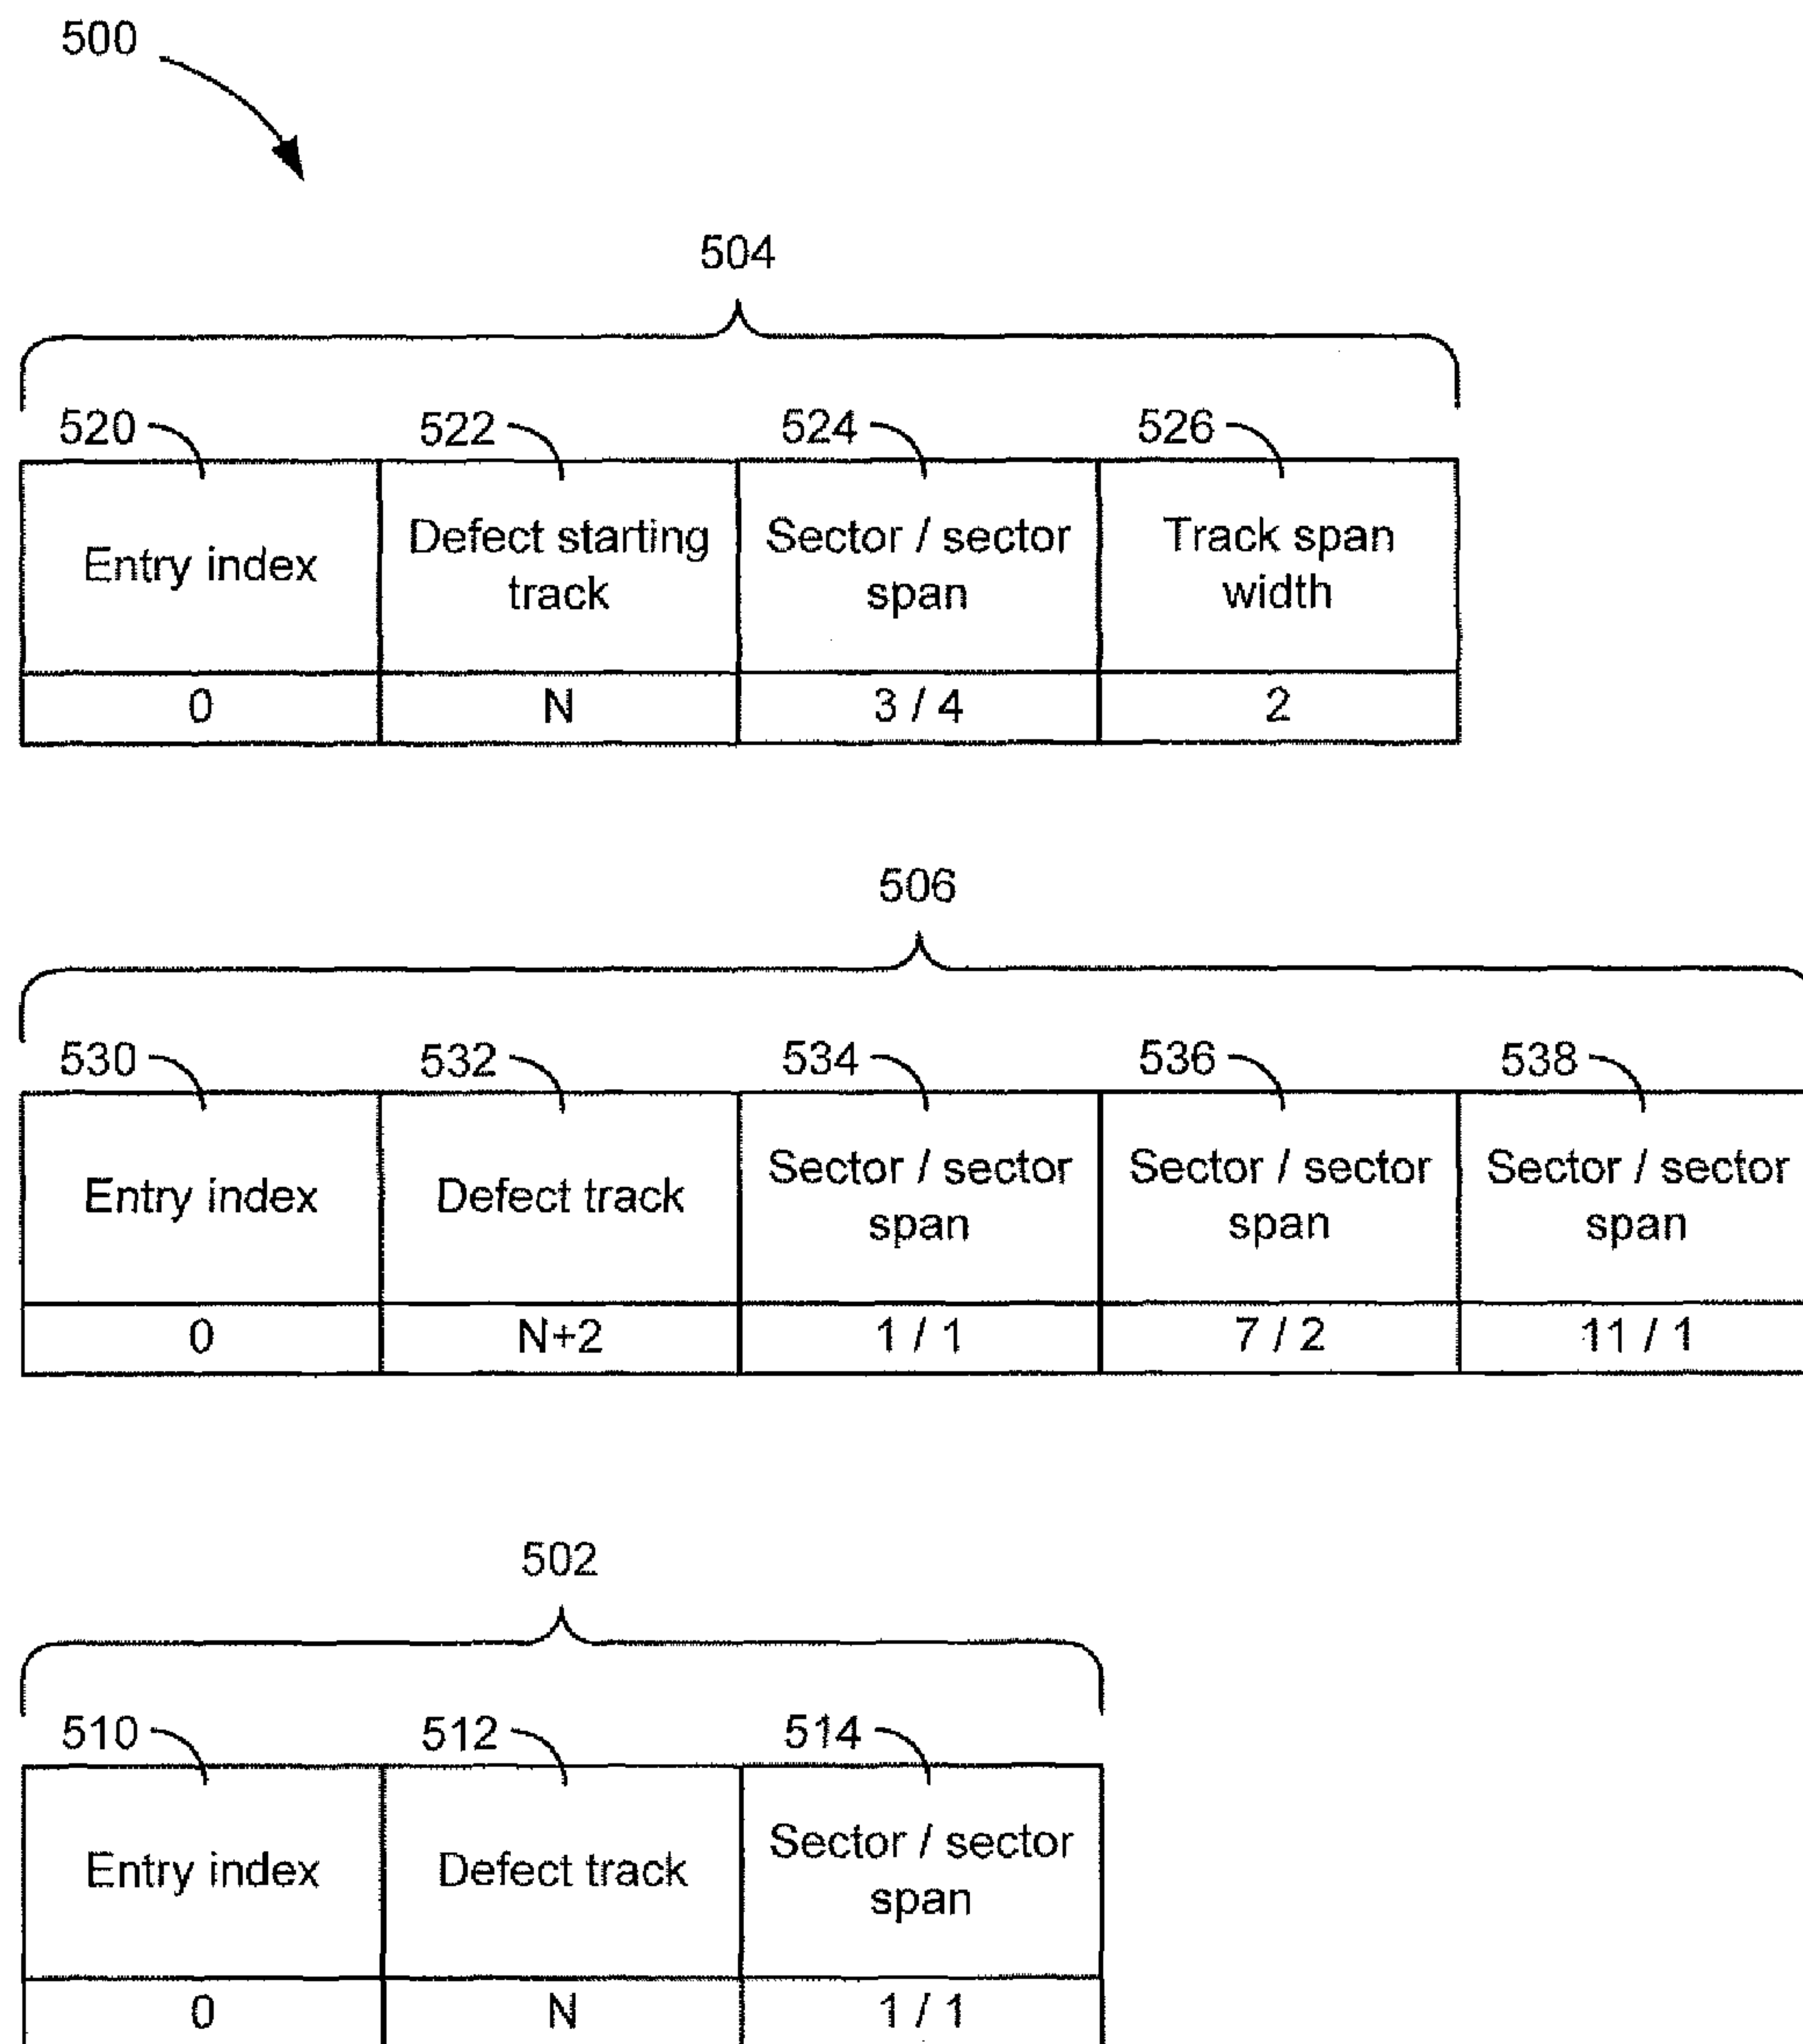 500
504
520 522 524 526
Entry index Defect starting track Sector / sector span Track span width
0 N 3 / 4 2
506
530 532 534 536 538
Entry index Defect track Sector / sector span Sector / sector span Sector / sector span
0 N+2 1 / 1 7 / 2 11 / 1
502
510 512 514
Entry index Defect track Sector / sector span
0 N 1 / 1